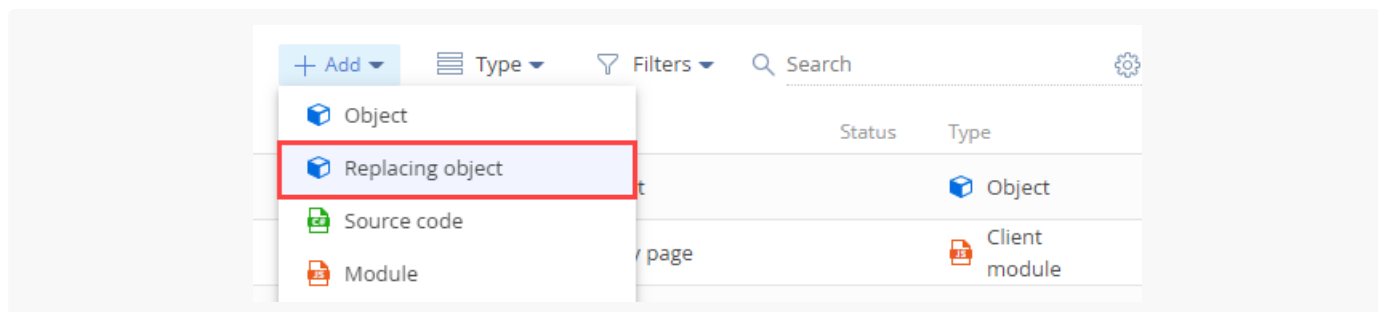 + Add Type Filters Search
Object
Status Type
Replacing object
t Object
Source code
y page Client
module
Module